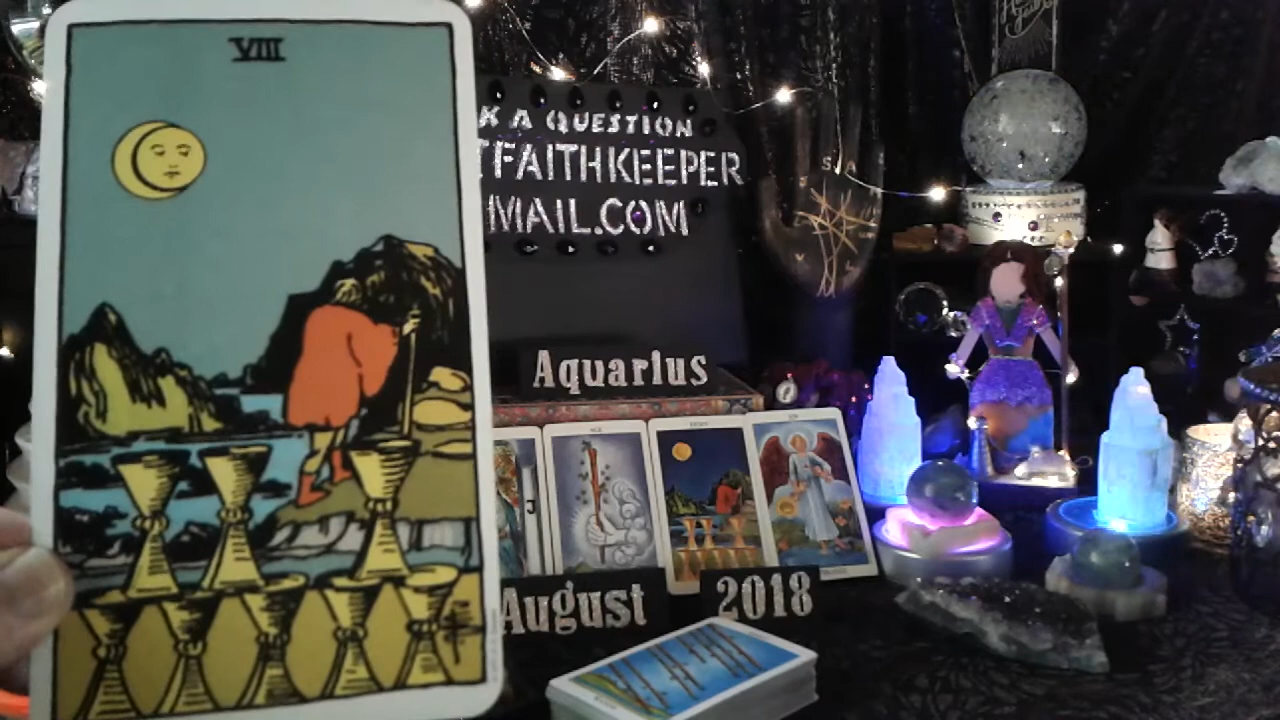 VIII
K A QUESTION
TFAITHKEEPER
MAIL.COM
Aquarius
August 2018